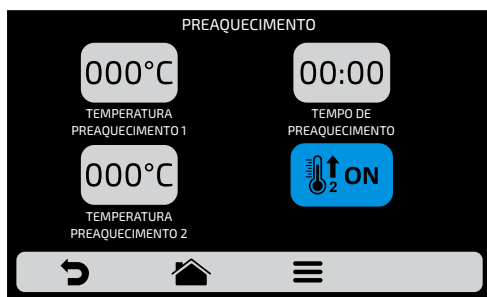 PREAQUECIMENTO
000°C
00:00
TEMPERATURA
PREAQUECIMENTO 1
TEMPO DE
PREAQUECIMENTO
000°C
2 ON
TEMPERATURA
PREAQUECIMENTO 2